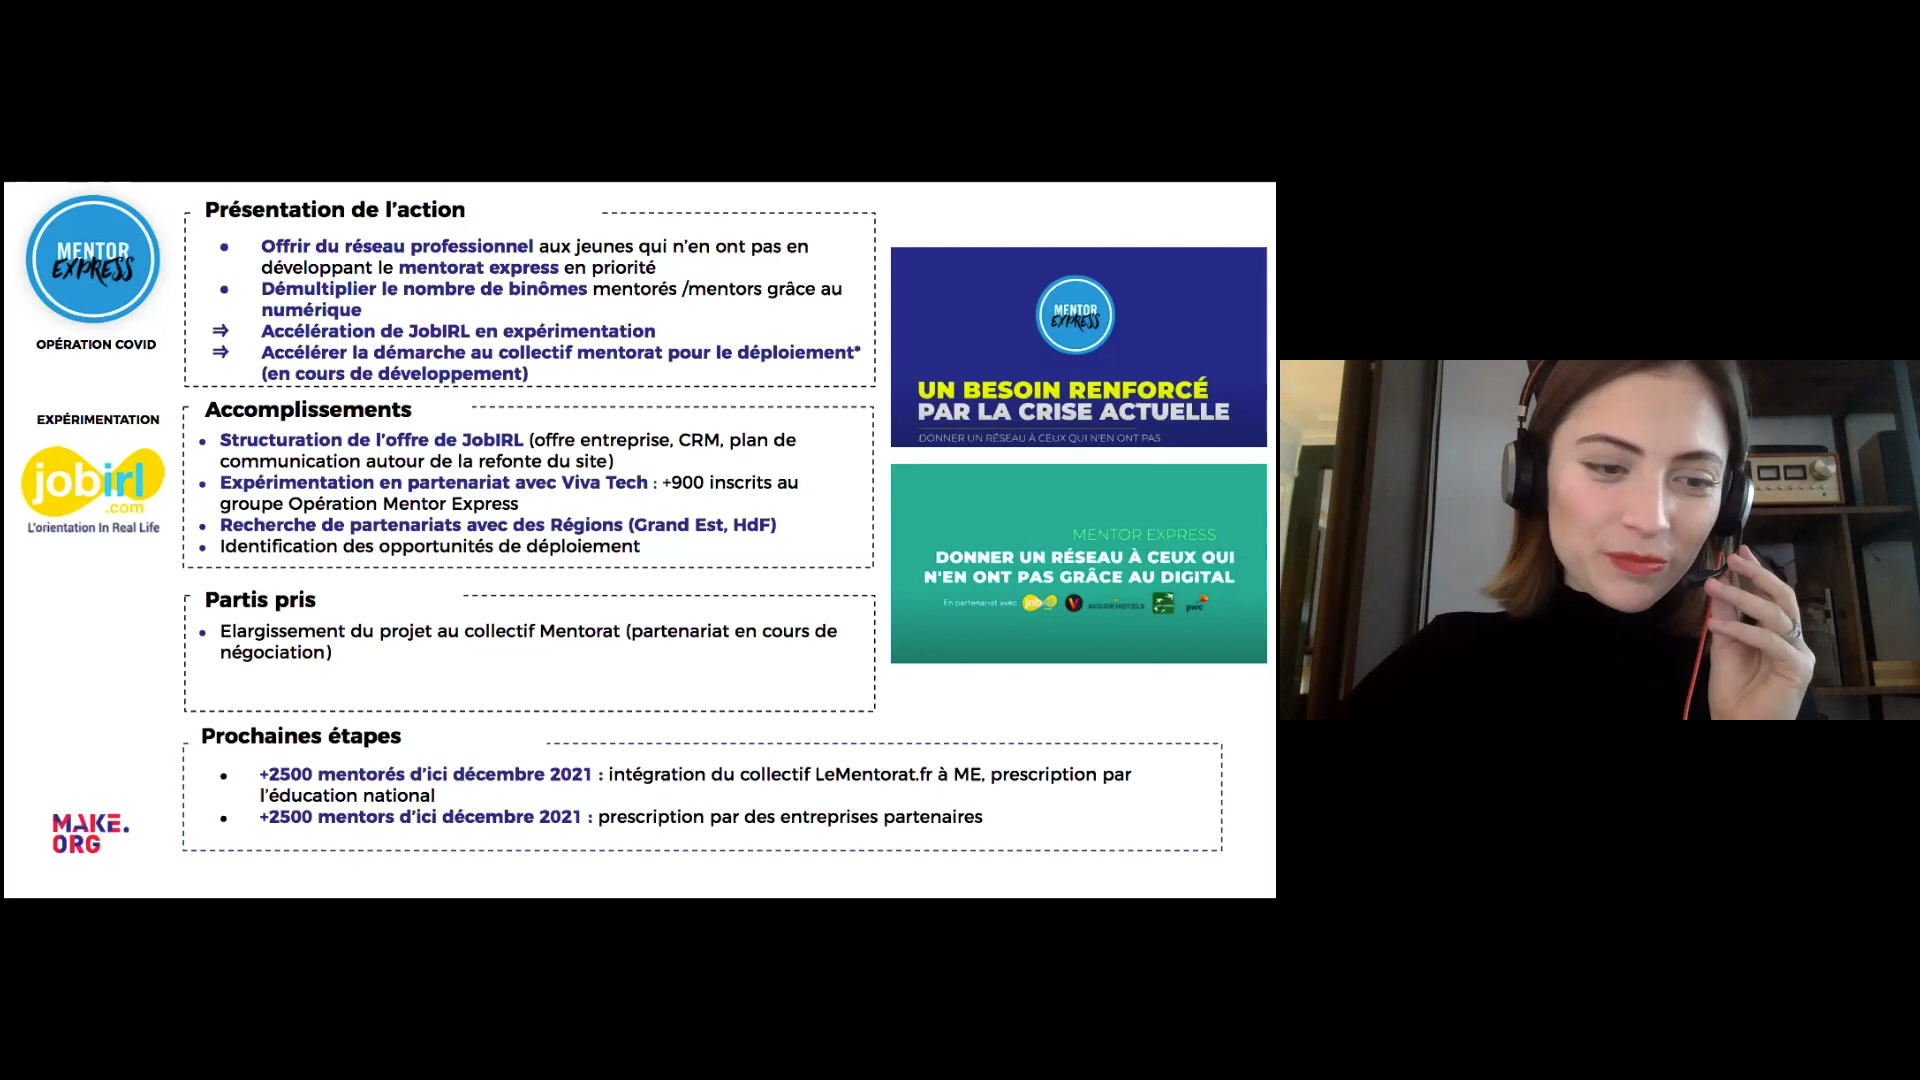 MENTOR
EXPRESS
OPÉRATION COVID
EXPÉRIMENTATION
jobirl
.com
L'orientation In Real Life
MAKE.
ORG
Présentation de l'action
● Offrir du réseau professionnel aux jeunes qui n'en ont pas en
développant le mentorat express en priorité
● Démultiplier le nombre de binômes mentorés /mentors grâce au
numérique
⇒ Accélération de JobIRL en expérimentation
⇒ Accélérer la démarche au collectif mentorat pour le déploiement*
(en cours de développement)
Accomplissements
● Structuration de l'offre de JobIRL (offre entreprise, CRM, plan de
communication autour de la refonte du site)
● Expérimentation en partenariat avec Viva Tech : +900 inscrits au
groupe Opération Mentor Express
● Recherche de partenariats avec des Régions (Grand Est, HdF)
● Identification des opportunités de déploiement
Partis pris
● Elargissement du projet au collectif Mentorat (partenariat en cours de
négociation)
Prochaines étapes
● +2500 mentorés d'ici décembre 2021 : intégration du collectif LeMentorat.fr à ME, prescription par
l'éducation national
● +2500 mentors d'ici décembre 2021 : prescription par des entreprises partenaires
MENTOR
EXPRESS
UN BESOIN RENFORCÉ
PAR LA CRISE ACTUELLE
DONNER UN RÉSEAU À CEUX QUI N'EN ONT PAS
MENTOR EXPRESS
DONNER UN RÉSEAU À CEUX QUI
N'EN ONT PAS GRÂCE AU DIGITAL
En partenariat avec jobirl V ACCORHOTELS pwc